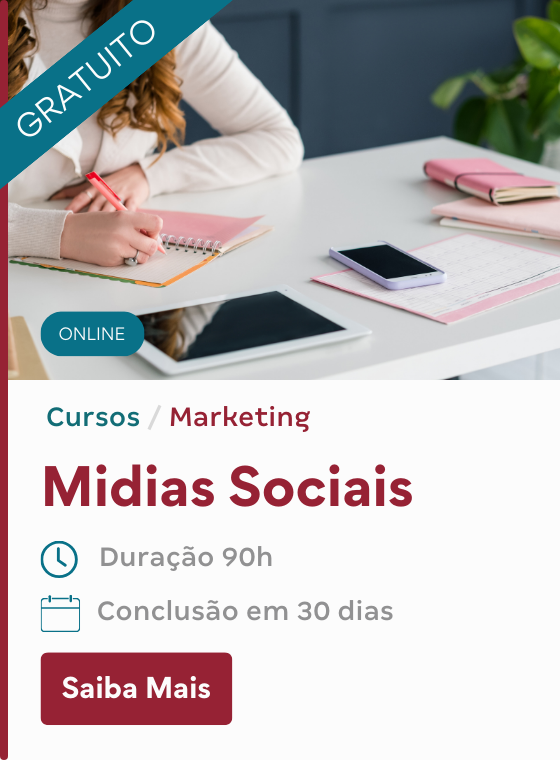 GRATUITO
ONLINE
Cursos / Marketing
Midias Sociais
Duração 90h
Conclusão em 30 dias
Saiba Mais